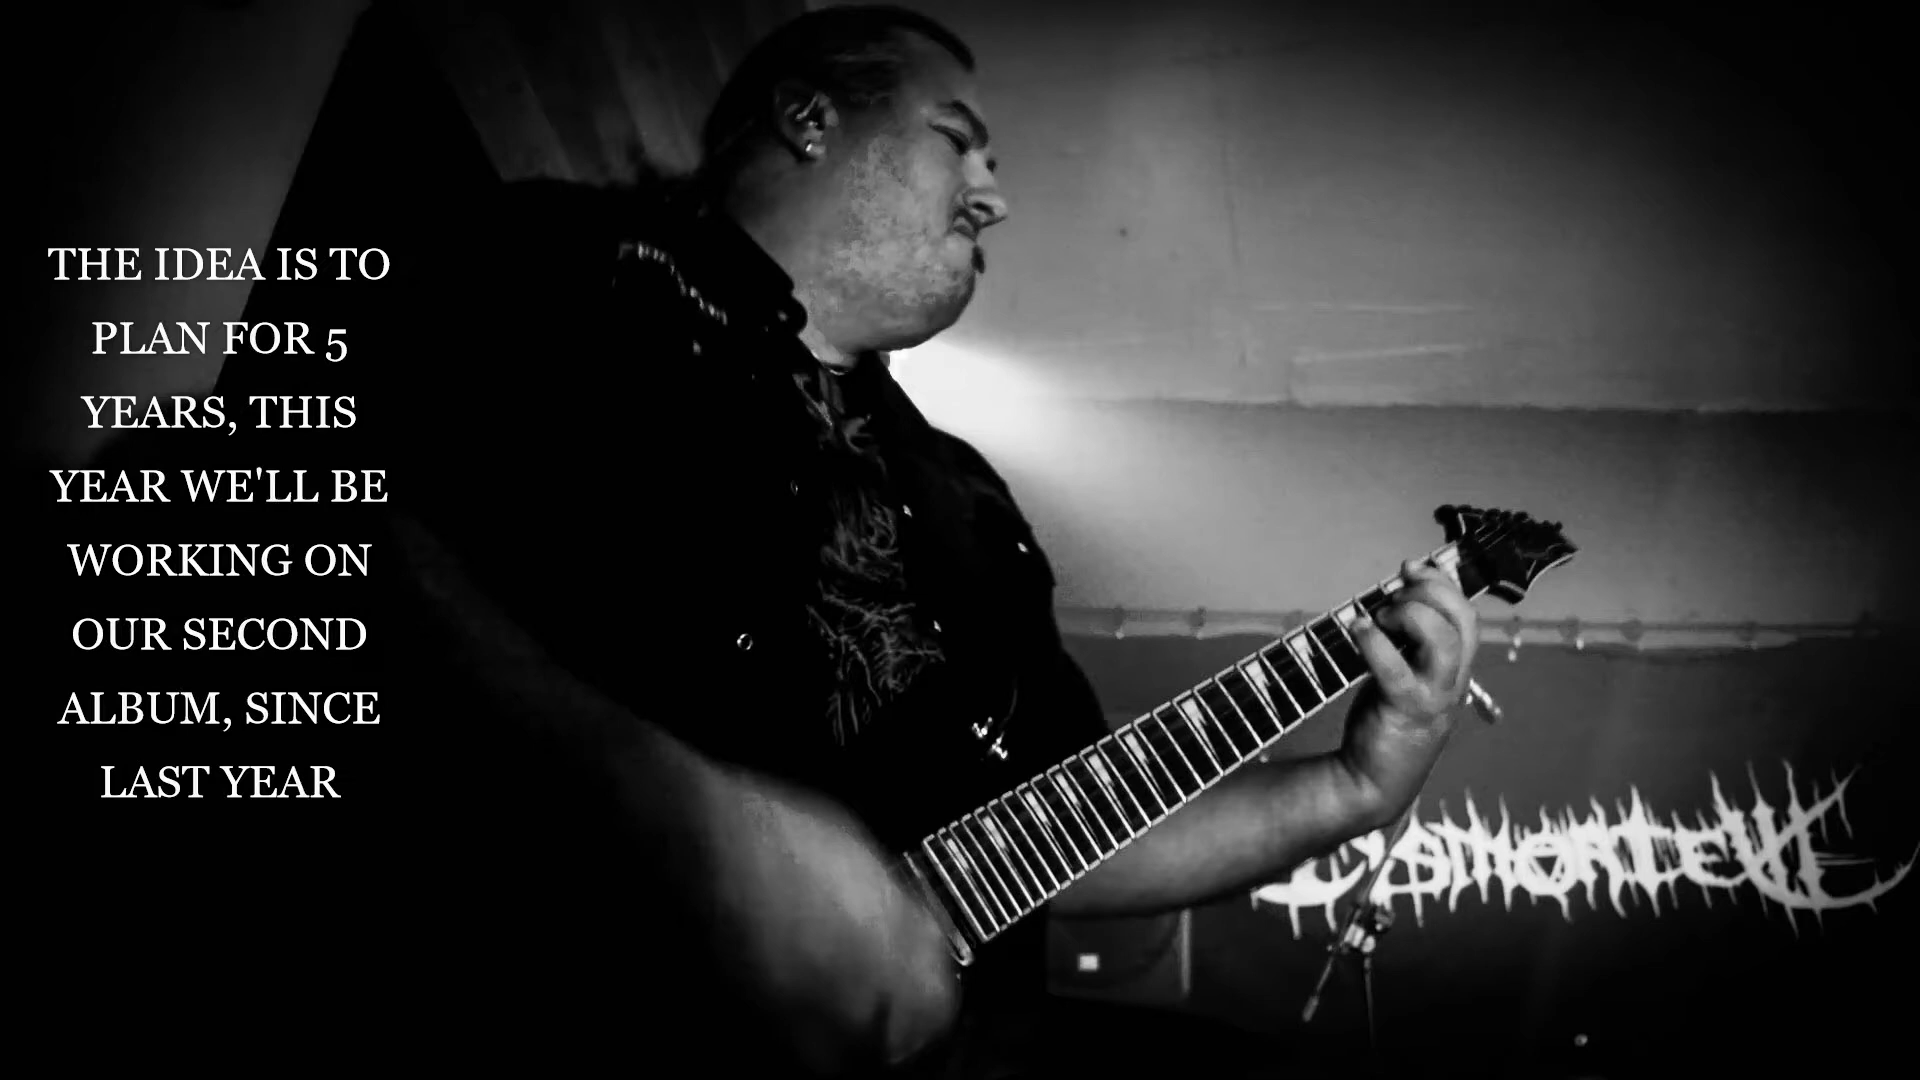 THE IDEA IS TO
PLAN FOR 5
YEARS, THIS
YEAR WE'LL BE
WORKING ON
OUR SECOND
ALBUM, SINCE
LAST YEAR